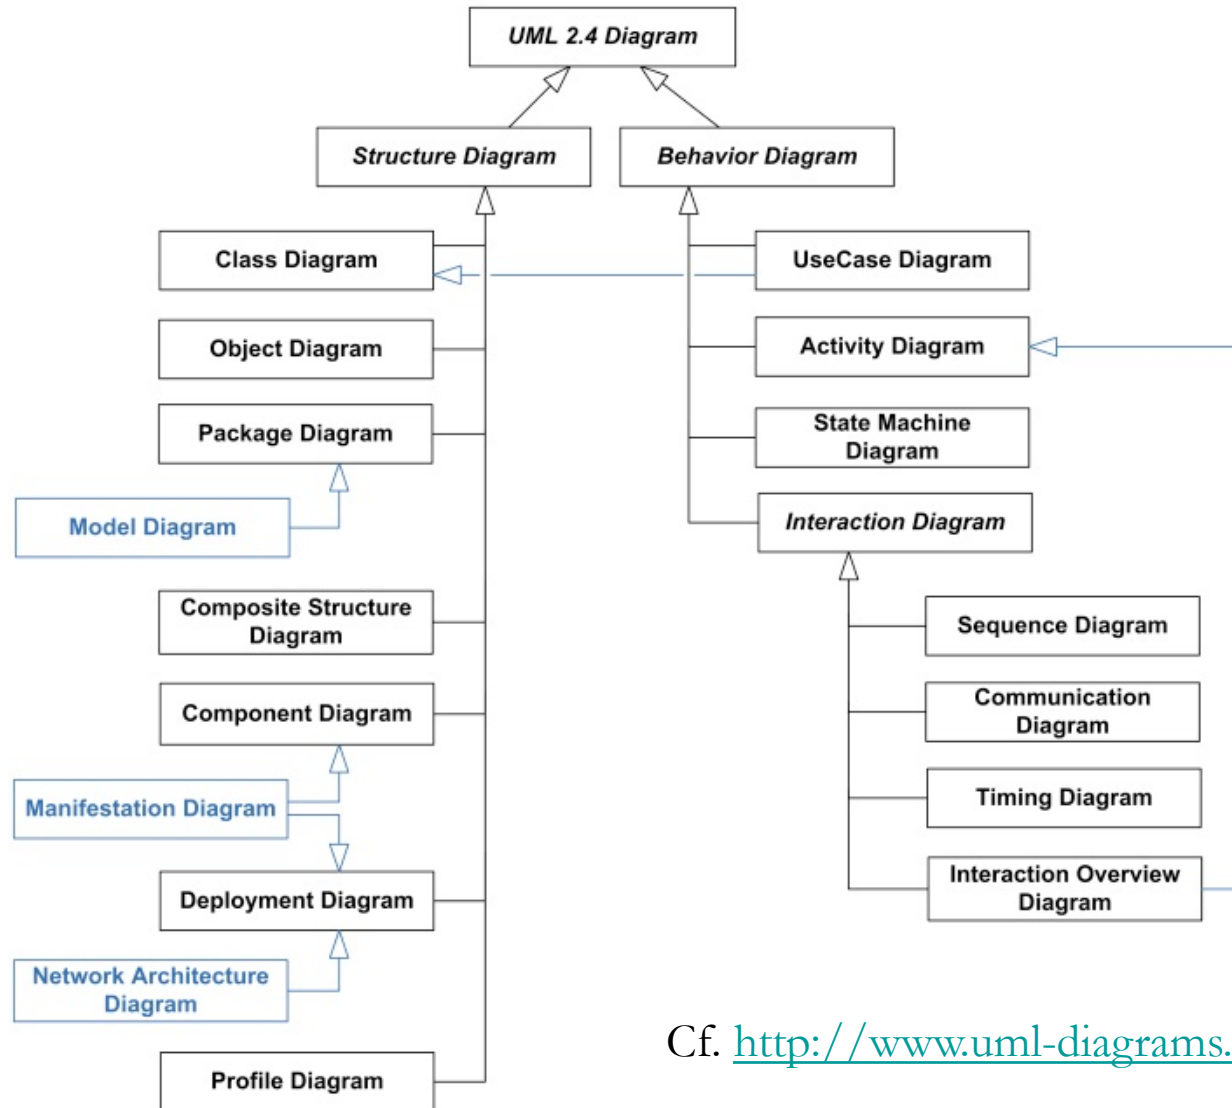 UML 2.4 Diagram
Structure Diagram
Behavior Diagram
Class Diagram
UseCase Diagram
Object Diagram
Activity Diagram
Package Diagram
State Machine
Diagram
Model Diagram
Interaction Diagram
Composite Structure
Diagram
Sequence Diagram
Component Diagram
Communication
Diagram
Manifestation Diagram
Timing Diagram
Deployment Diagram
Interaction Overview
Diagram
Network Architecture
Diagram
Profile Diagram
Cf. http://www.uml-diagrams.